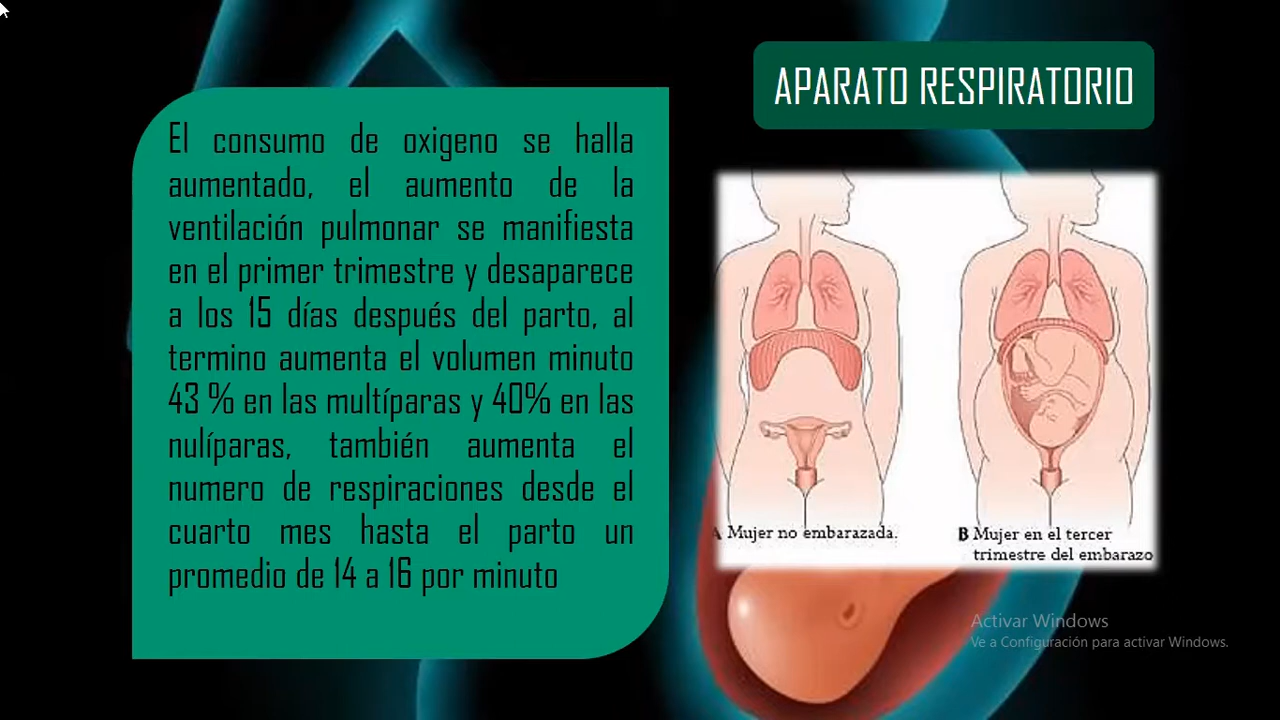 APARATO RESPIRATORIO
El consumo de oxigeno se halla
aumentado, el aumento de la
ventilación pulmonar se manifiesta
en el primer trimestre y desaparece
a los 15 días después del parto, al
termino aumenta el volumen minuto
43 % en las multíparas y 40% en las
nulíparas, también aumenta el
numero de respiraciones desde el
cuarto mes hasta el parto un
promedio de 14 a 16 por minuto
A Mujer no embarazada.
B Mujer en el tercer
trimestre del embarazo
Activar Windows
Ve a Configuración para activar Windows.